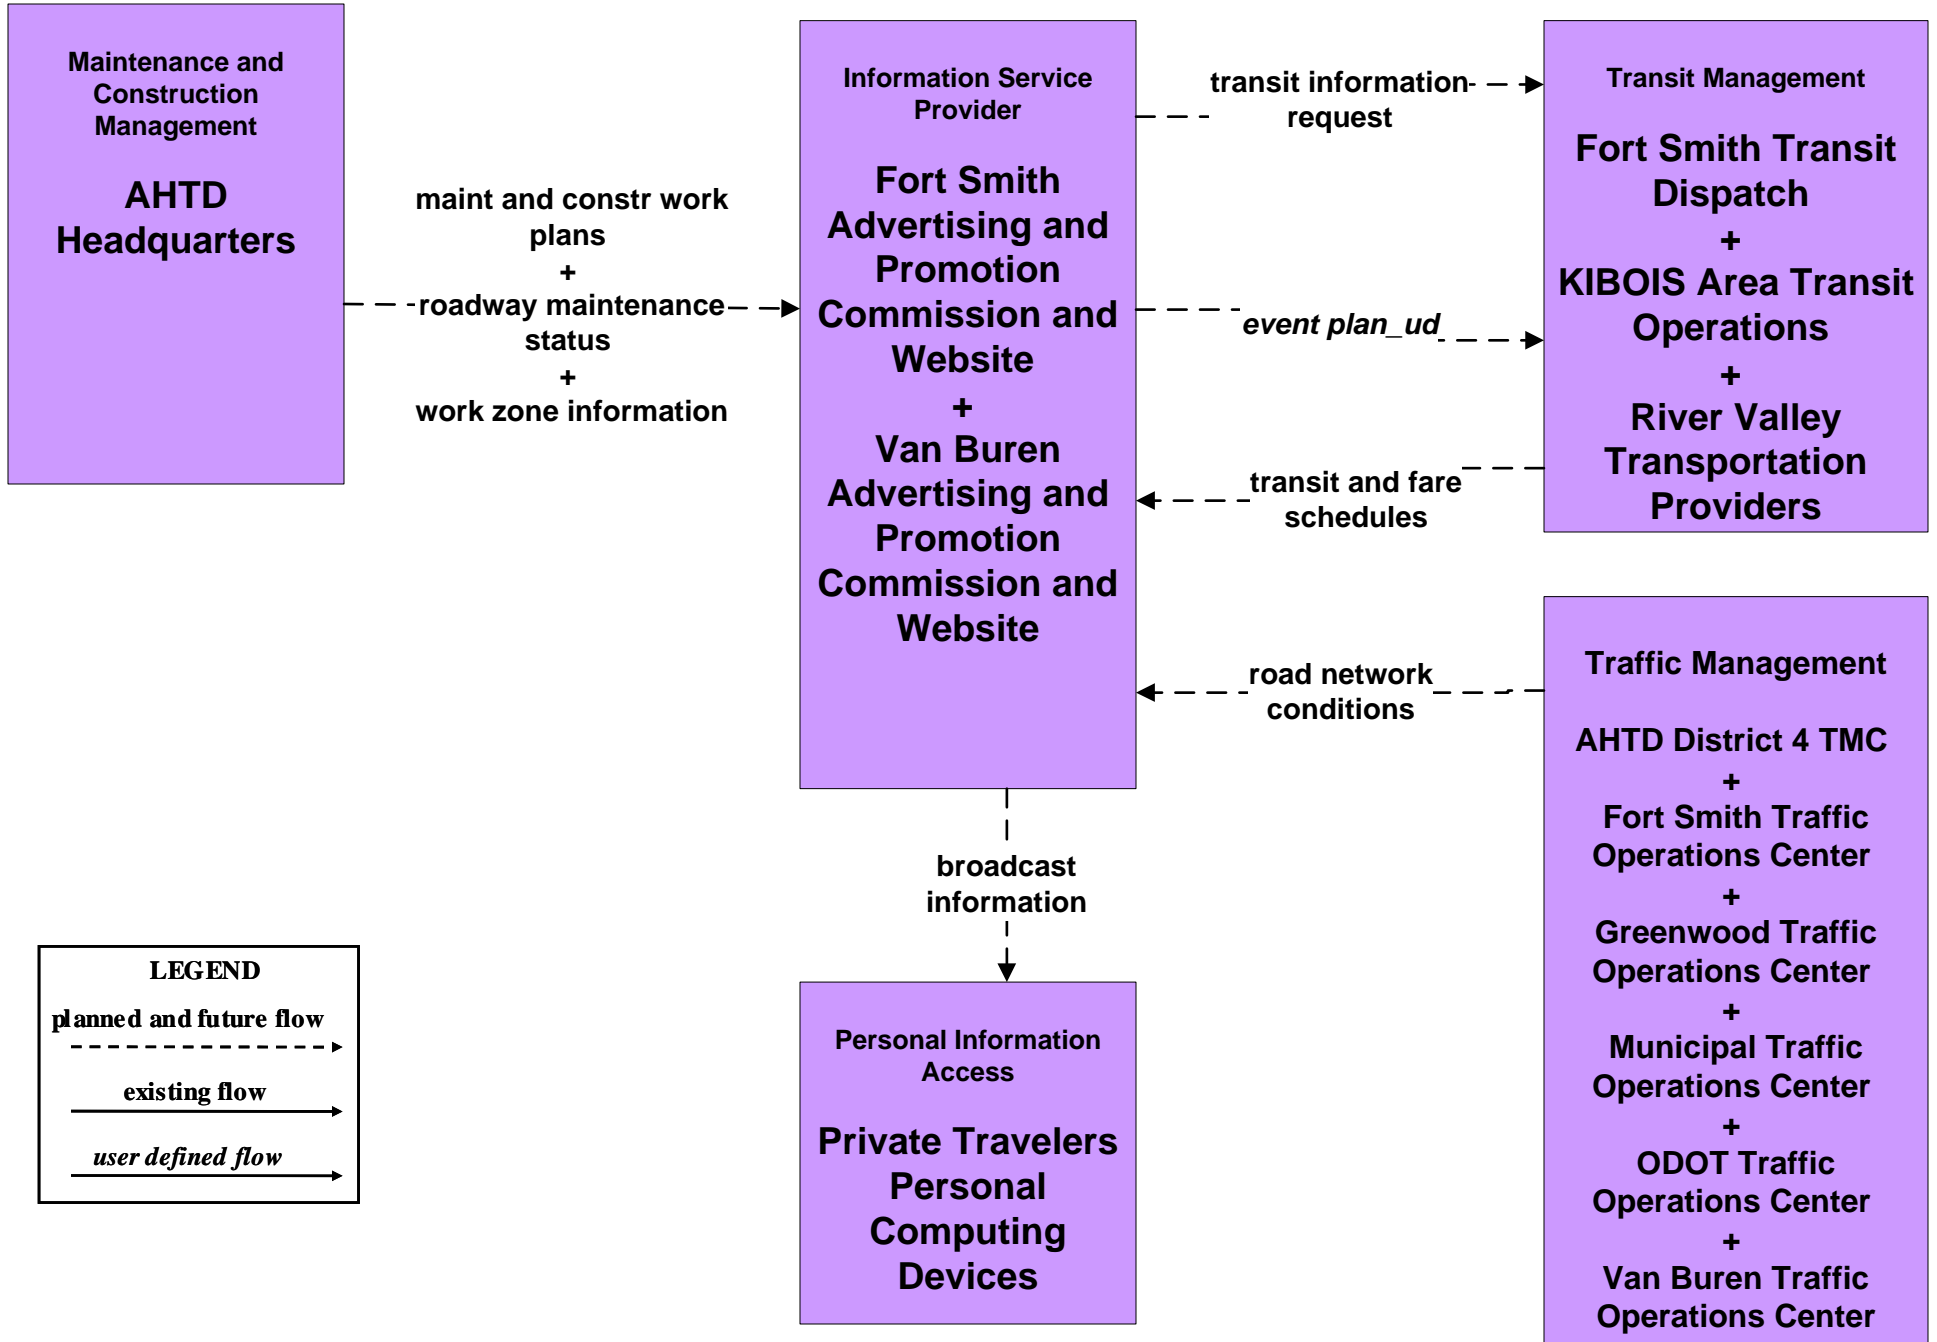 Maintenance and
Construction
Management
AHTD
Headquarters
maint and constr work
plans
+
roadway maintenance
status
+
work zone information
Information Service
Provider
Fort Smith
Advertising and
Promotion
Commission and
Website
+
Van Buren
Advertising and
Promotion
Commission and
Website
transit information
request
event plan_ud
transit and fare
schedules
road network
conditions
Transit Management
Fort Smith Transit
Dispatch
+
KIBOIS Area Transit
Operations
+
River Valley
Transportation
Providers
Traffic Management
AHTD District 4 TMC
+
Fort Smith Traffic
Operations Center
+
Greenwood Traffic
Operations Center
+
Municipal Traffic
Operations Center
+
ODOT Traffic
Operations Center
+
Van Buren Traffic
Operations Center
broadcast
information
Personal Information
Access
Private Travelers
Personal
Computing
Devices
LEGEND
planned and future flow
existing flow
user defined flow